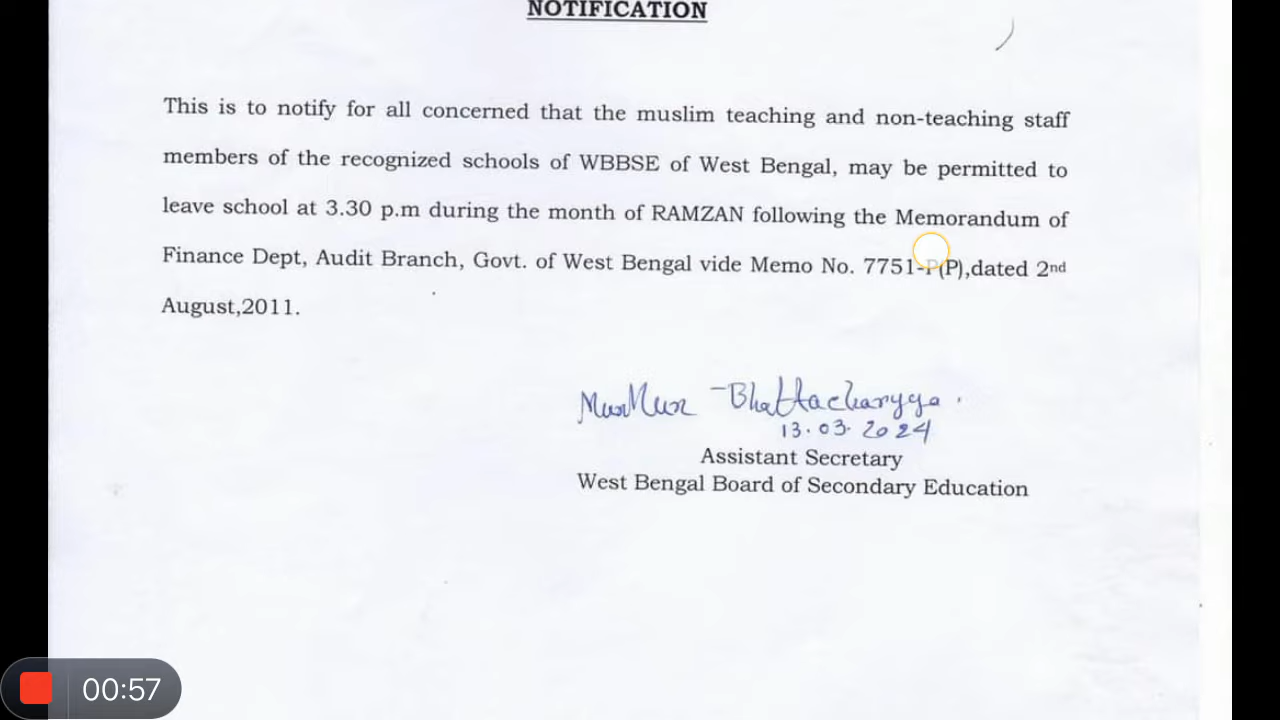 NOTIFICATION
This is to notify for all concerned that the muslim teaching and non-teaching staff
members of the recognized schools of WBBSE of West Bengal, may be permitted to
leave school at 3.30 p.m during the month of RAMZAN following the Memorandum of
Finance Dept, Audit Branch, Govt. of West Bengal vide Memo No. 7751-P(P),dated 2nd
August,2011.
Bhattacharyya.
13.03.2024
Assistant Secretary
West Bengal Board of Secondary Education
00:57